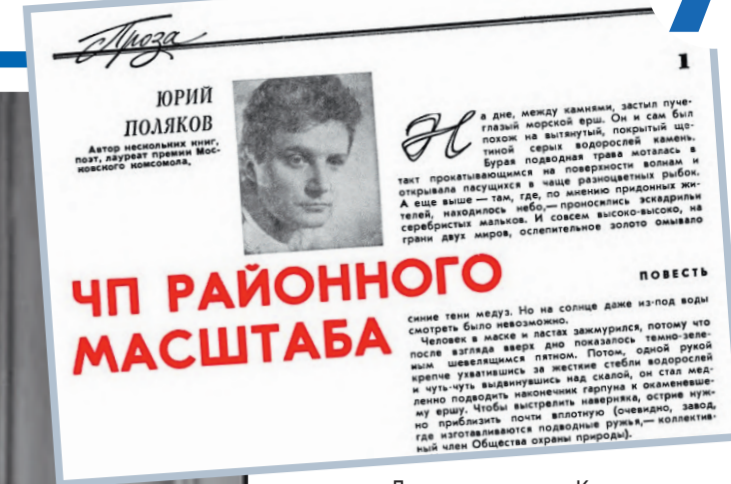 Проза
1
ЮРИЙ
ПОЛЯКОВ
Автор нескольких книг,
поэт, лауреат премии Мос-
ковского комсомола,
На дне, между камнями, застыл пуче-
глазый морской ерш. Он и сам был
похож на вытянутый, покрытый ще-
тиной серых водорослей камень.
Бурая подводная трава моталась в
такт прокатывающимся на поверхности волнам и
открывала пасущихся в чаще разноцветных рыбок.
А еще выше — там, где, по мнению придонных жи-
телей, находилось небо,— проносились эскадрильи
серебристых мальков. И совсем высоко-высоко, на
грани двух миров, ослепительное золото омывало
ЧП РАЙОННОГО
МАСШТАБА
ПОВЕСТЬ
синие тени медуз. Но на солнце даже из-под воды
смотреть было невозможно.
Человек в маске и ластах зажмурился, потому что
после взгляда вверх дно показалось темно-зеле-
ным шевелящимся пятном. Потом, одной рукой
крепче ухватившись за жесткие стебли водорослей
и чуть-чуть выдвинувшись над скалой, он стал мед-
ленно подводить наконечник гарпуна к окаменевше-
му ершу. Чтобы выстрелить наверняка, острие нуж-
но приблизить почти вплотную (очевидно, завод,
где изготавливаются подводные ружья,— коллектив-
ный член Общества охраны природы).